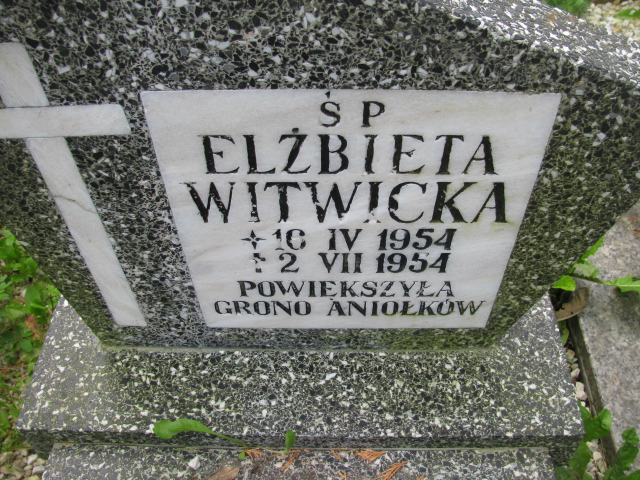 ŚP
ELŻBIETA
WITWICKA
* 16 IV 1954
† 2 VII 1954
POWIEKSZYŁA
GRONO ANIOŁKÓW